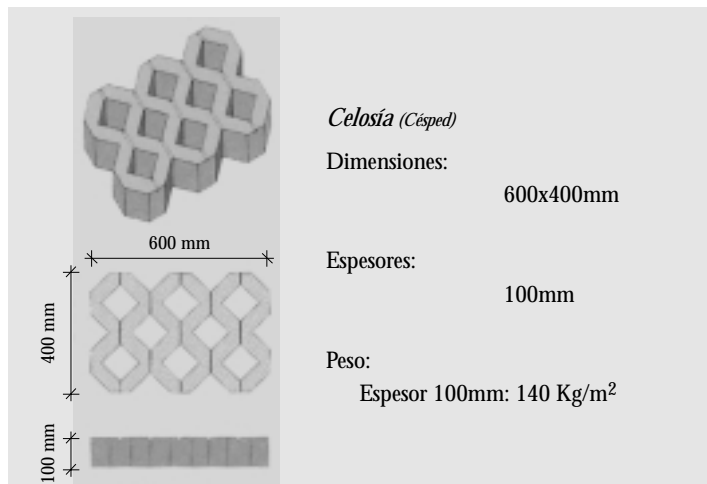 600 mm
400 mm
100 mm
Celosía (Césped)
Dimensiones:
600x400mm
Espesores:
100mm
Peso:
Espesor 100mm: 140 Kg/m²